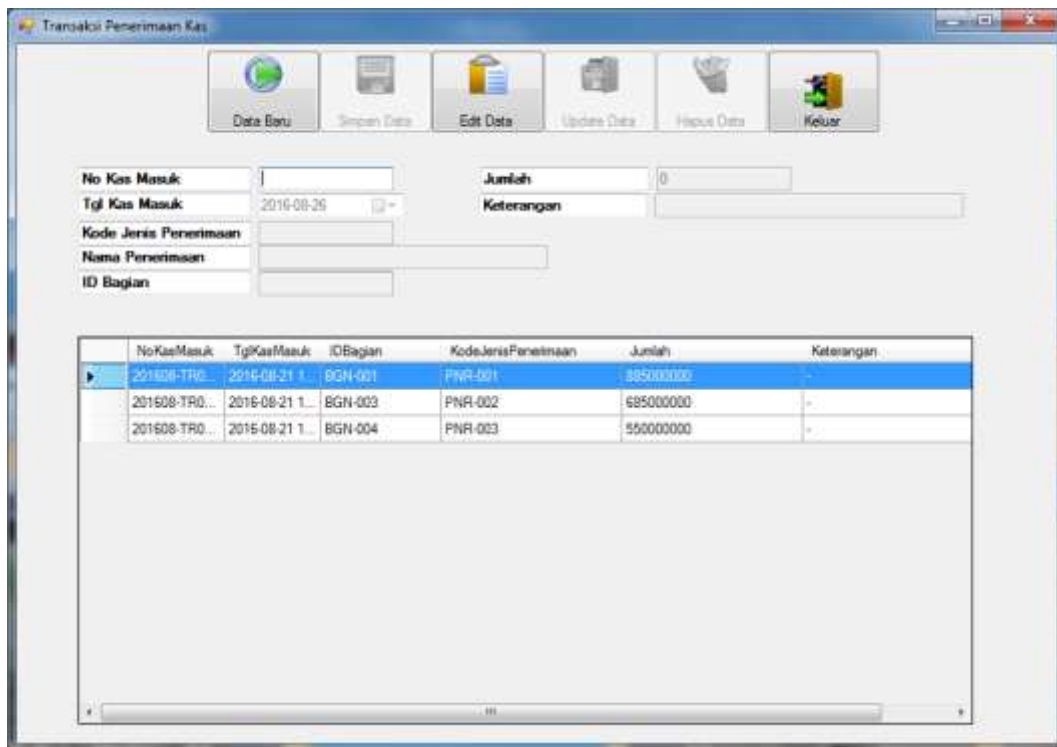 Transaksi Penerimaan Kas
Data Baru Simpan Data Edit Data Update Data Hapus Data Keluar
No Kas Masuk Jumlah 0
Tgl Kas Masuk 2016-08-26 Keterangan
Kode Jenis Penerimaan
Nama Penerimaan
ID Bagian
NoKasMasuk TglKasMasuk IDBagian KodeJenisPenerimaan Jumlah Keterangan
201608-TR0... 2016-08-21 1... BGN-001 PNR-001 885000000 -
201608-TR0... 2016-08-21 1... BGN-003 PNR-002 685000000 -
201608-TR0... 2016-08-21 1... BGN-004 PNR-003 550000000 -